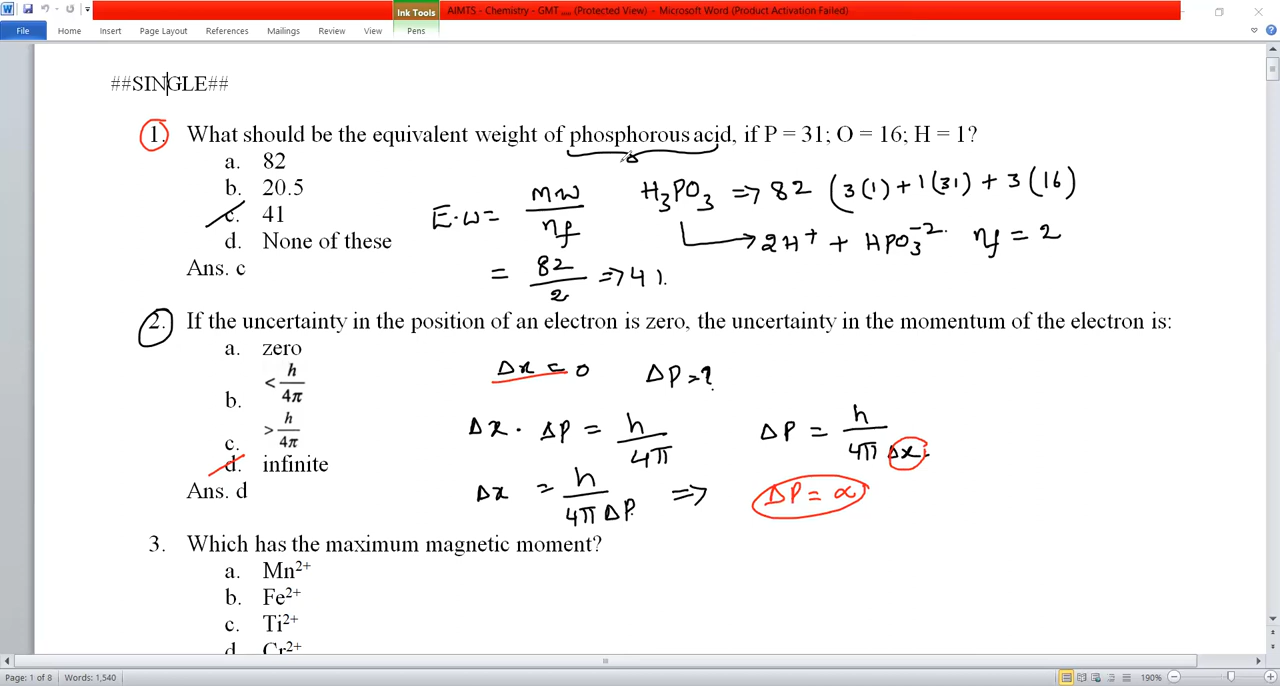 Ink Tools
AIMTS - Chemistry - GMT (Protected View) - Microsoft Word (Product Activation Failed)
File Home Insert Page Layout References Mailings Review View Pens
##SINGLE##
1. What should be the equivalent weight of phosphorous acid, if P = 31; O = 16; H = 1?
a. 82
b. 20.5
c. 41
d. None of these
Ans. c
E.W = Mw/nf
H₃PO₃ ⇒ 82 (3(1) + 1(31) + 3(16)
→ 2H⁺ + HPO₃⁻² nf = 2
= 82/2 ⇒ 41.
2. If the uncertainty in the position of an electron is zero, the uncertainty in the momentum of the electron is:
a. zero
b. < h/4π
c. > h/4π
d. infinite
Ans. d
Δx = 0 ΔP = ?
Δx . ΔP = h/4π ΔP = h/4π Δx.
Δx = h/4π ΔP ⇒ ΔP = ∝
3. Which has the maximum magnetic moment?
a. Mn²⁺
b. Fe²⁺
c. Ti²⁺
d. Cr²⁺
Page: 1 of 8 Words: 1,540 190%